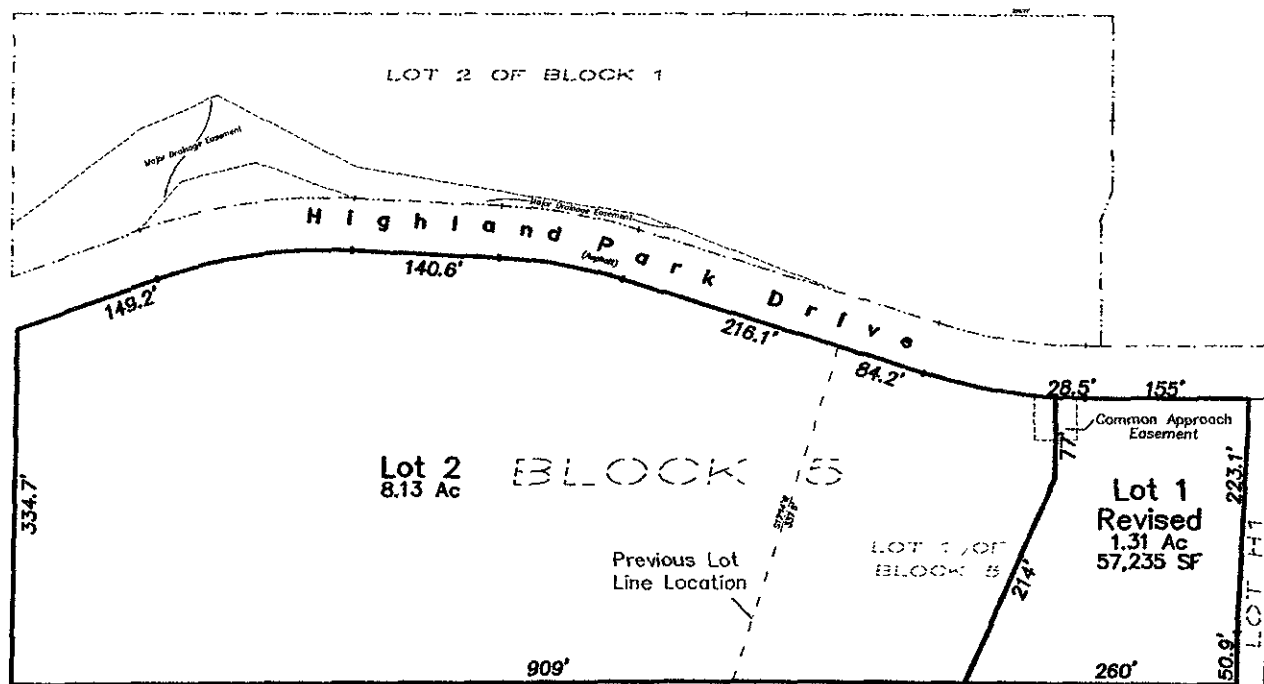 LOT 2 OF BLOCK 1
Major Drainage Easement
Major Drainage Easement
Highland Park Drive
(Asphalt)
149.2'
140.6'
216.1'
84.2'
28.5'
155'
Common Approach
Easement
77'
334.7'
Lot 2
8.13 Ac
BLOCK 5
223.1'
Lot 1
Revised
1.31 Ac
57,235 SF
LOT 1 OF
BLOCK 5
Previous Lot
Line Location
214'
LOT H1
50.9'
909'
260'